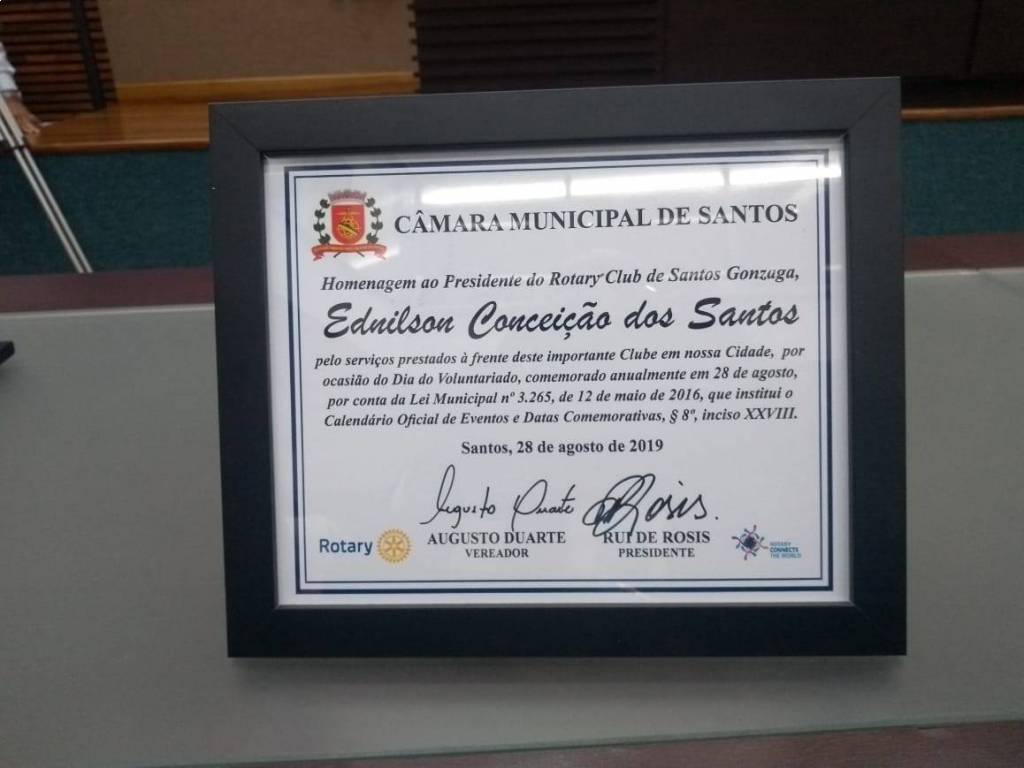 CÂMARA MUNICIPAL DE SANTOS
Homenagem ao Presidente do Rotary Club de Santos Gonzaga,
Ednilson Conceição dos Santos
pelo serviços prestados à frente deste importante Clube em nossa Cidade, por
ocasião do Dia do Voluntariado, comemorado anualmente em 28 de agosto,
por conta da Lei Municipal nº 3.265, de 12 de maio de 2016, que institui o
Calendário Oficial de Eventos e Datas Comemorativas, § 8º, inciso XXVIII.
Santos, 28 de agosto de 2019
Augusto Duarte
Rosis.
Rotary
AUGUSTO DUARTE
VEREADOR
RUI DE ROSIS
PRESIDENTE
ROTARY
CONNECTS
THE WORLD